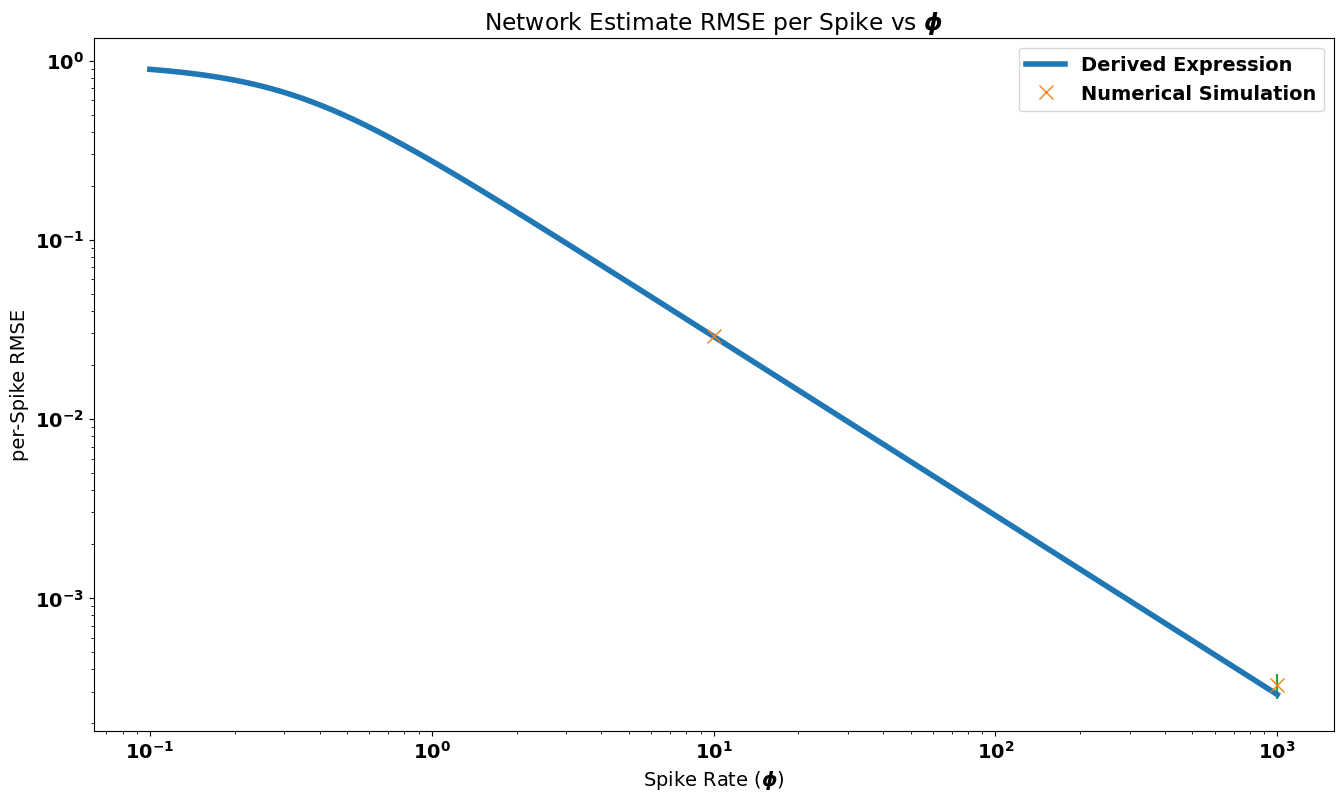 Network Estimate RMSE per Spike vs ϕ
Derived Expression
Numerical Simulation
per-Spike RMSE
10⁰
10⁻¹
10⁻²
10⁻³
10⁻¹
10⁰
10¹
10²
10³
Spike Rate (ϕ)